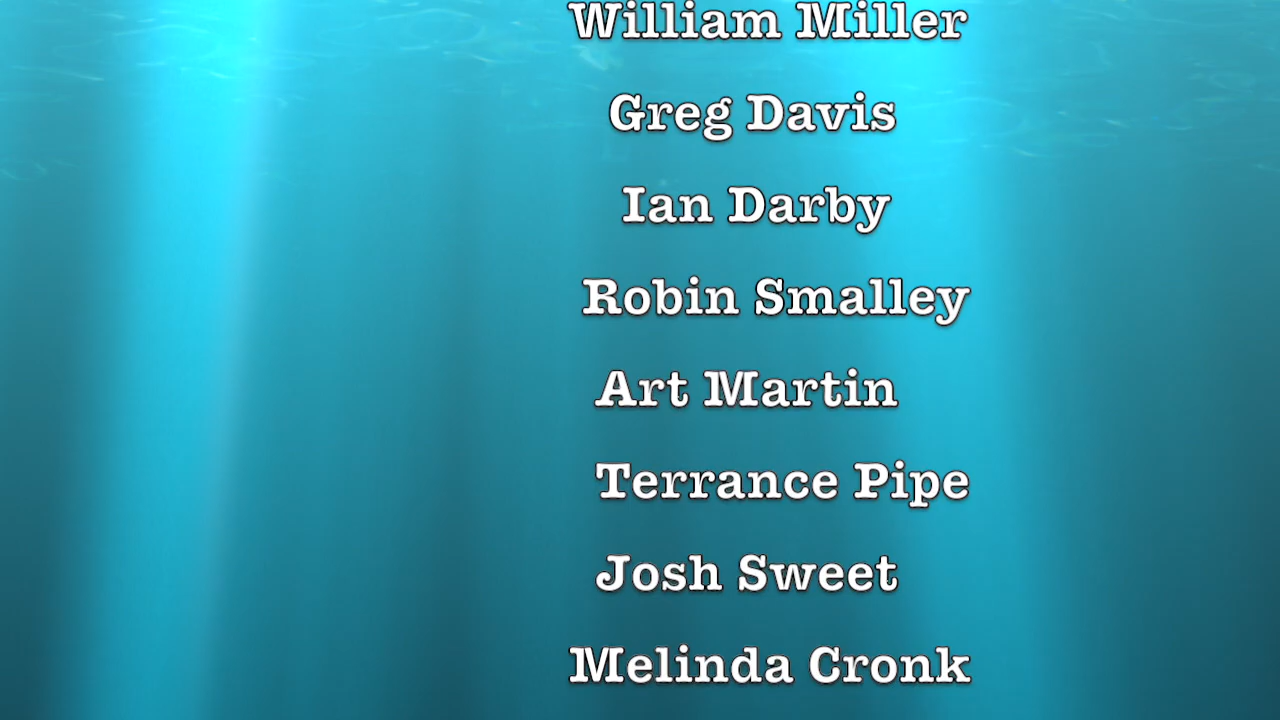 William Miller
Greg Davis
Ian Darby
Robin Smalley
Art Martin
Terrance Pipe
Josh Sweet
Melinda Cronk